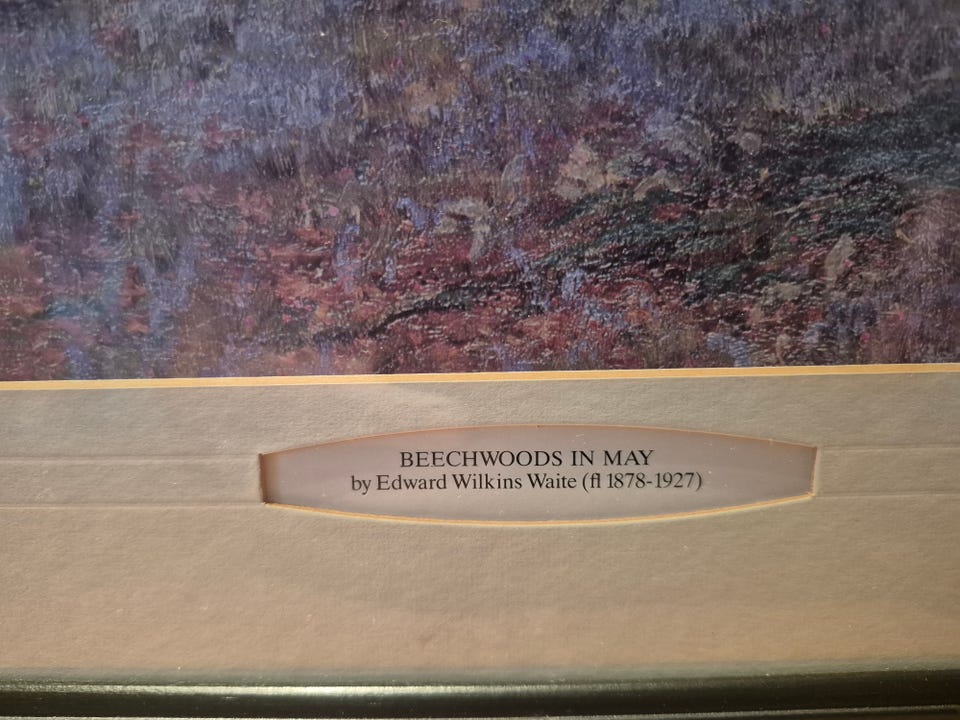 BEECHWOODS IN MAY
by Edward Wilkins Waite (fl 1878-1927)